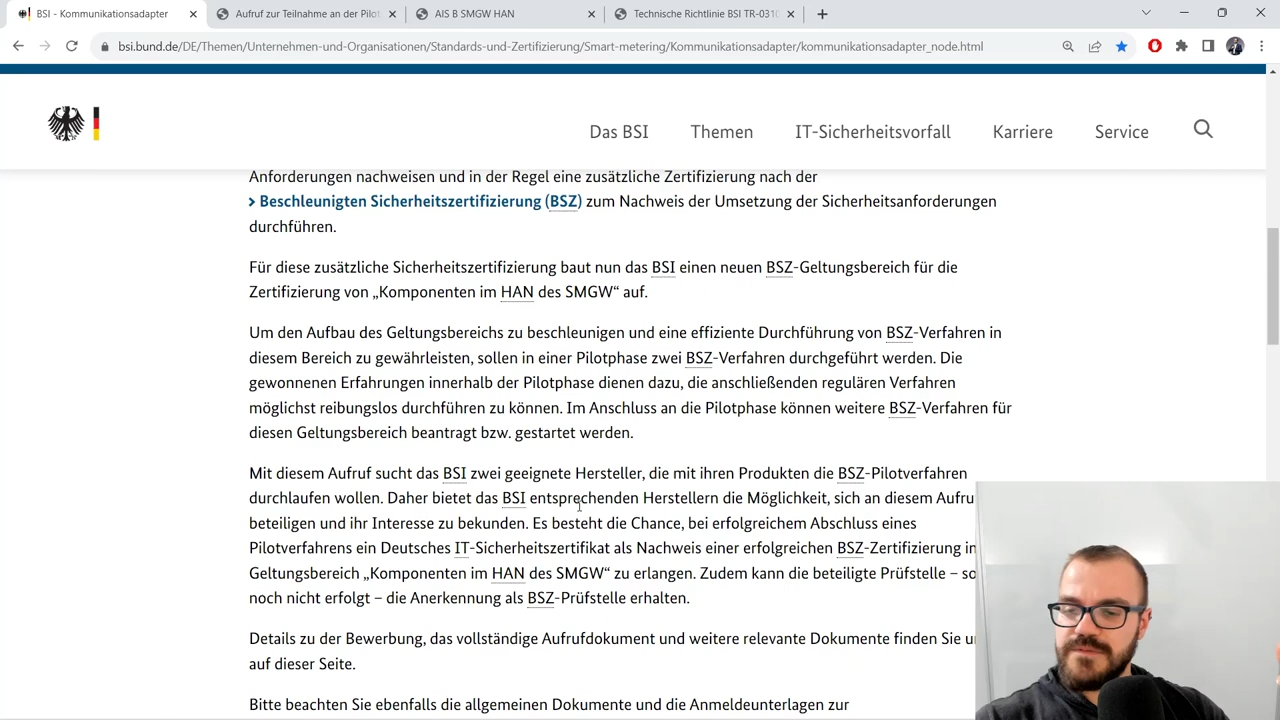 BSI - Kommunikationsadapter
Aufruf zur Teilnahme an der Pilot
AIS B SMGW HAN
Technische Richtlinie BSI TR-0310
bsi.bund.de/DE/Themen/Unternehmen-und-Organisationen/Standards-und-Zertifizierung/Smart-metering/Kommunikationsadapter/kommunikationsadapter_node.html
Das BSI
Themen
IT-Sicherheitsvorfall
Karriere
Service
Anforderungen nachweisen und in der Regel eine zusätzliche Zertifizierung nach der
Beschleunigten Sicherheitszertifizierung (BSZ) zum Nachweis der Umsetzung der Sicherheitsanforderungen
durchführen.
Für diese zusätzliche Sicherheitszertifizierung baut nun das BSI einen neuen BSZ-Geltungsbereich für die
Zertifizierung von „Komponenten im HAN des SMGW“ auf.
Um den Aufbau des Geltungsbereichs zu beschleunigen und eine effiziente Durchführung von BSZ-Verfahren in
diesem Bereich zu gewährleisten, sollen in einer Pilotphase zwei BSZ-Verfahren durchgeführt werden. Die
gewonnenen Erfahrungen innerhalb der Pilotphase dienen dazu, die anschließenden regulären Verfahren
möglichst reibungslos durchführen zu können. Im Anschluss an die Pilotphase können weitere BSZ-Verfahren für
diesen Geltungsbereich beantragt bzw. gestartet werden.
Mit diesem Aufruf sucht das BSI zwei geeignete Hersteller, die mit ihren Produkten die BSZ-Pilotverfahren
durchlaufen wollen. Daher bietet das BSI entsprechenden Herstellern die Möglichkeit, sich an diesem Aufru
beteiligen und ihr Interesse zu bekunden. Es besteht die Chance, bei erfolgreichem Abschluss eines
Pilotverfahrens ein Deutsches IT-Sicherheitszertifikat als Nachweis einer erfolgreichen BSZ-Zertifizierung in
Geltungsbereich „Komponenten im HAN des SMGW“ zu erlangen. Zudem kann die beteiligte Prüfstelle – so
noch nicht erfolgt – die Anerkennung als BSZ-Prüfstelle erhalten.
Details zu der Bewerbung, das vollständige Aufrufdokument und weitere relevante Dokumente finden Sie u
auf dieser Seite.
Bitte beachten Sie ebenfalls die allgemeinen Dokumente und die Anmeldeunterlagen zur